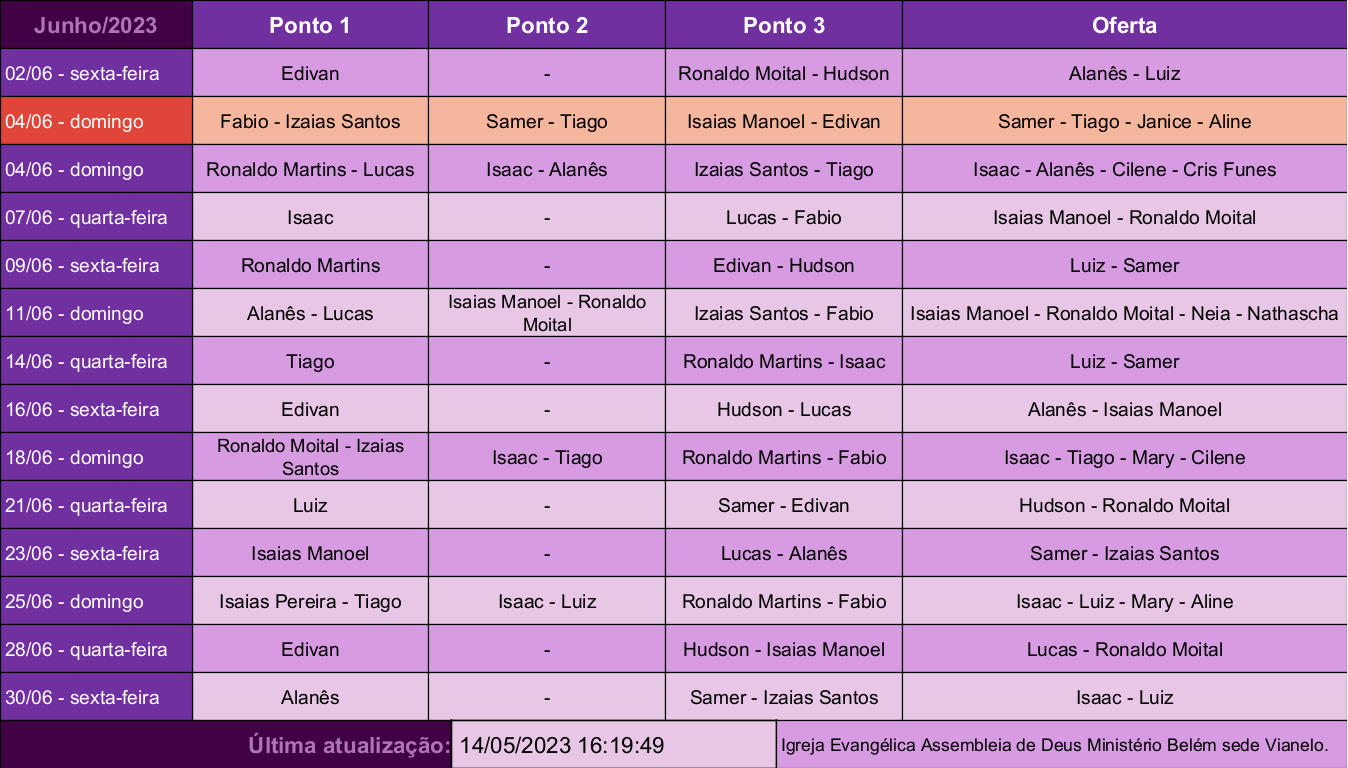 Junho/2023 Ponto 1 Ponto 2 Ponto 3 Oferta
02/06 - sexta-feira Edivan - Ronaldo Moital - Hudson Alanês - Luiz
04/06 - domingo Fabio - Izaias Santos Samer - Tiago Isaias Manoel - Edivan Samer - Tiago - Janice - Aline
04/06 - domingo Ronaldo Martins - Lucas Isaac - Alanês Izaias Santos - Tiago Isaac - Alanês - Cilene - Cris Funes
07/06 - quarta-feira Isaac - Lucas - Fabio Isaias Manoel - Ronaldo Moital
09/06 - sexta-feira Ronaldo Martins - Edivan - Hudson Luiz - Samer
11/06 - domingo Alanês - Lucas Isaias Manoel - Ronaldo Moital Izaias Santos - Fabio Isaias Manoel - Ronaldo Moital - Neia - Nathascha
14/06 - quarta-feira Tiago - Ronaldo Martins - Isaac Luiz - Samer
16/06 - sexta-feira Edivan - Hudson - Lucas Alanês - Isaias Manoel
18/06 - domingo Ronaldo Moital - Izaias Santos Isaac - Tiago Ronaldo Martins - Fabio Isaac - Tiago - Mary - Cilene
21/06 - quarta-feira Luiz - Samer - Edivan Hudson - Ronaldo Moital
23/06 - sexta-feira Isaias Manoel - Lucas - Alanês Samer - Izaias Santos
25/06 - domingo Isaias Pereira - Tiago Isaac - Luiz Ronaldo Martins - Fabio Isaac - Luiz - Mary - Aline
28/06 - quarta-feira Edivan - Hudson - Isaias Manoel Lucas - Ronaldo Moital
30/06 - sexta-feira Alanês - Samer - Izaias Santos Isaac - Luiz
Última atualização: 14/05/2023 16:19:49 Igreja Evangélica Assembleia de Deus Ministério Belém sede Vianelo.